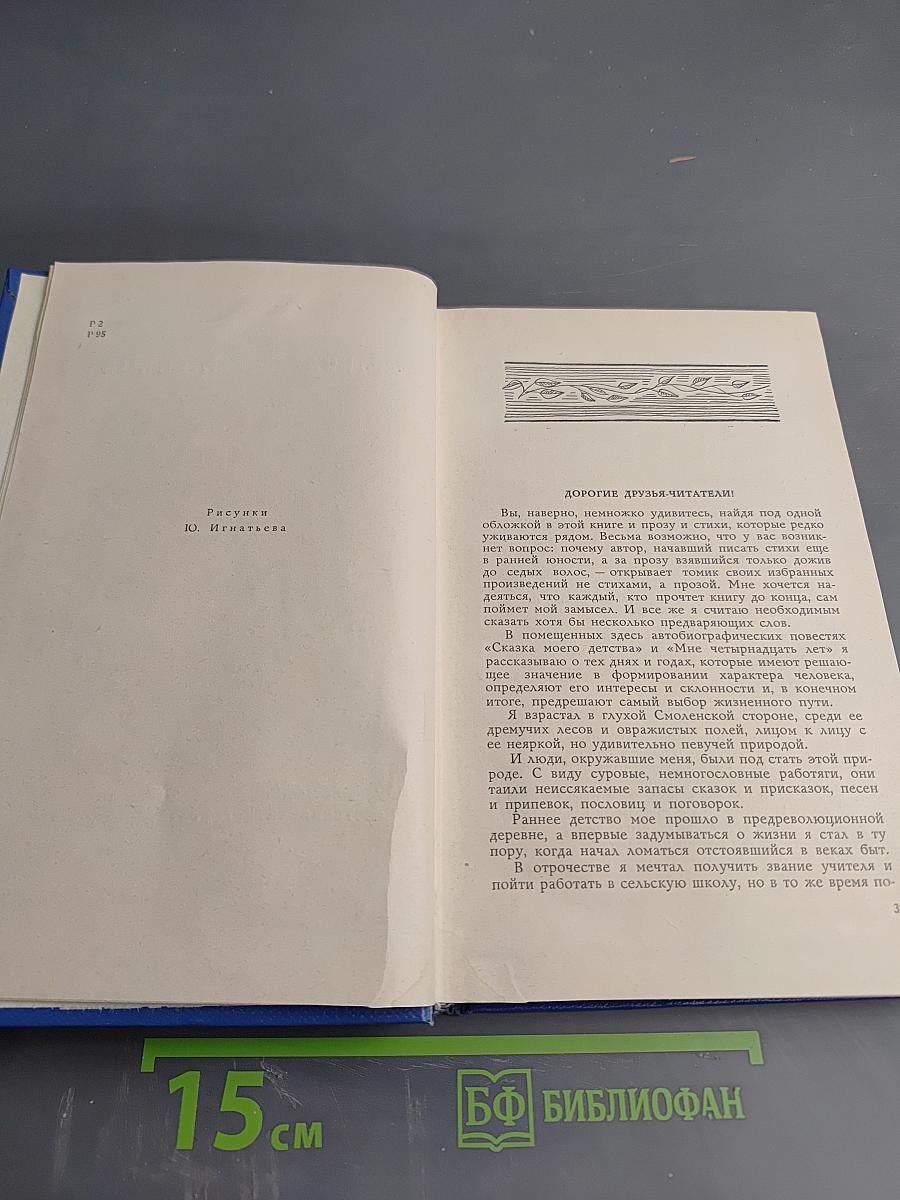 Р 2
Р 95
Рисунки
Ю. Игнатьева
ДОРОГИЕ ДРУЗЬЯ-ЧИТАТЕЛИ!
Вы, наверно, немножко удивитесь, найдя под одной
обложкой в этой книге и прозу и стихи, которые редко
уживаются рядом. Весьма возможно, что у вас возник-
нет вопрос: почему автор, начавший писать стихи еще
в ранней юности, а за прозу взявшийся только дожив
до седых волос, — открывает томик своих избранных
произведений не стихами, а прозой. Мне хочется на-
деяться, что каждый, кто прочтет книгу до конца, сам
поймет мой замысел. И все же я считаю необходимым
сказать хотя бы несколько предваряющих слов.
В помещенных здесь автобиографических повестях
«Сказка моего детства» и «Мне четырнадцать лет» я
рассказываю о тех днях и годах, которые имеют решаю-
щее значение в формировании характера человека,
определяют его интересы и склонности и, в конечном
итоге, предрешают самый выбор жизненного пути.
Я взрастал в глухой Смоленской стороне, среди ее
дремучих лесов и овражистых полей, лицом к лицу с
ее неяркой, но удивительно певучей природой.
И люди, окружавшие меня, были под стать этой при-
роде. С виду суровые, немногословные работяги, они
таили неиссякаемые запасы сказок и присказок, песен
и припевок, пословиц и поговорок.
Раннее детство мое прошло в предреволюционной
деревне, а впервые задумываться о жизни я стал в ту
пору, когда начал ломаться отстоявшийся в веках быт.
В отрочестве я мечтал получить звание учителя и
пойти работать в сельскую школу, но в то же время по-
3
15 см
БФ БИБЛИОФАН